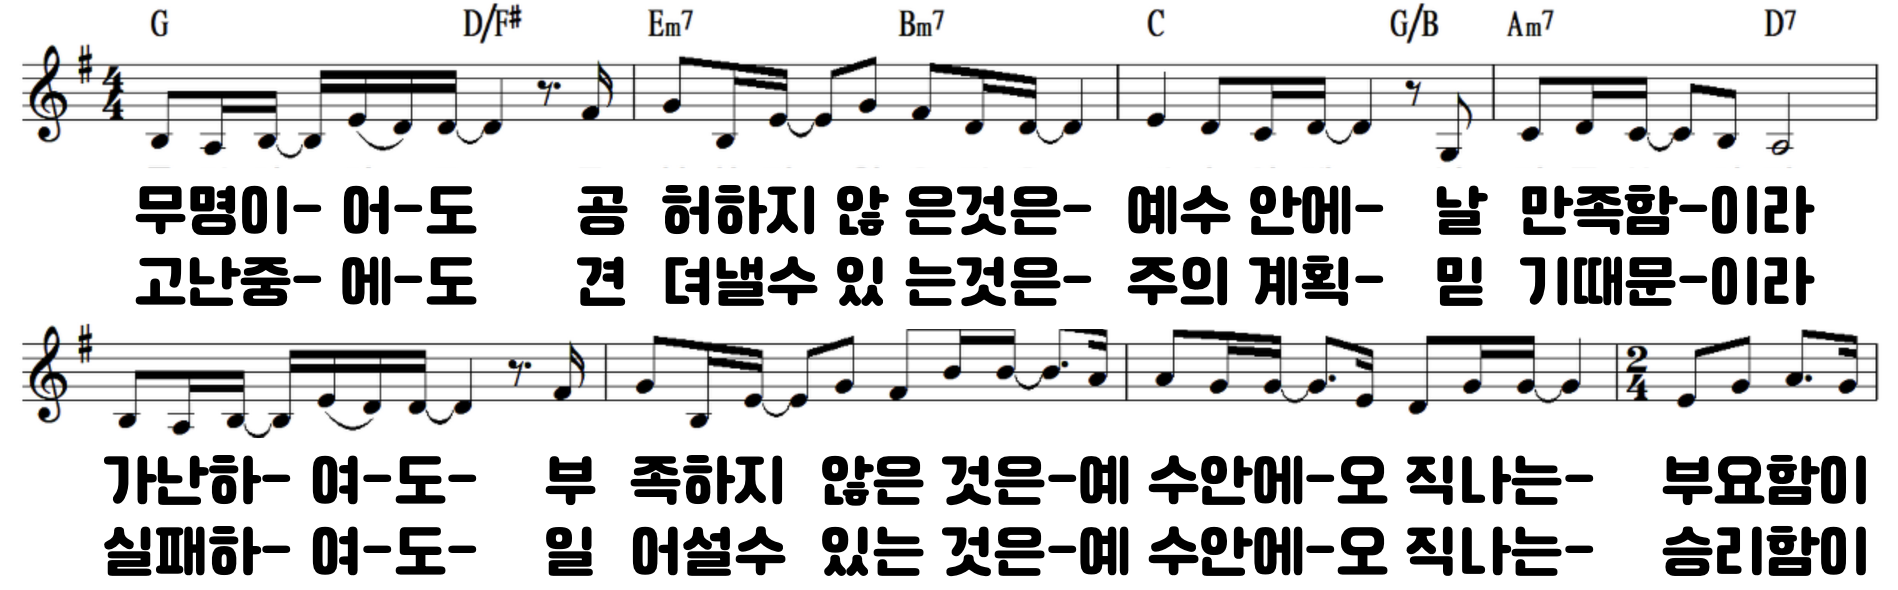 G D/F# Em7 Bm7 C G/B Am7 D7
4
4
무명이- 어-도 공 허하지 않 은것은- 예수 안에- 날 만족함-이라
고난중- 에-도 견 뎌낼수 있 는것은- 주의 계획- 믿 기때문-이라
2
4
가난하- 여-도- 부 족하지 않은 것은-예 수안에-오 직나는- 부요함이
실패하- 여-도- 일 어설수 있는 것은-예 수안에-오 직나는- 승리함이